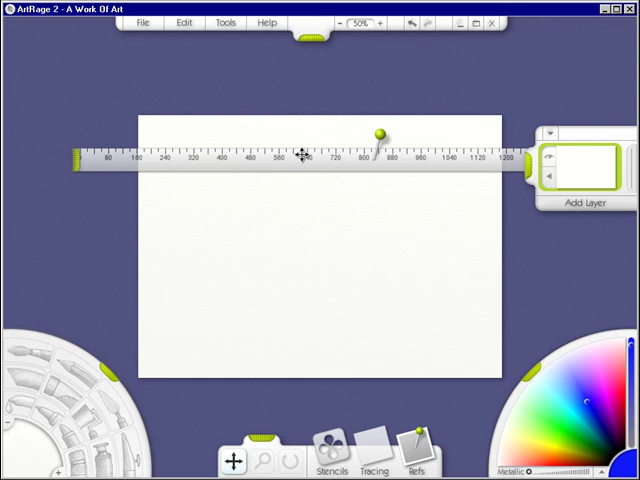 ArtRage 2 - A Work Of Art
File Edit Tools Help
- 50% +
80 160 240 320 400 480 560 720 800 880 960 1040 1120 1200
Add Layer
Stencils Tracing Refs
Metallic